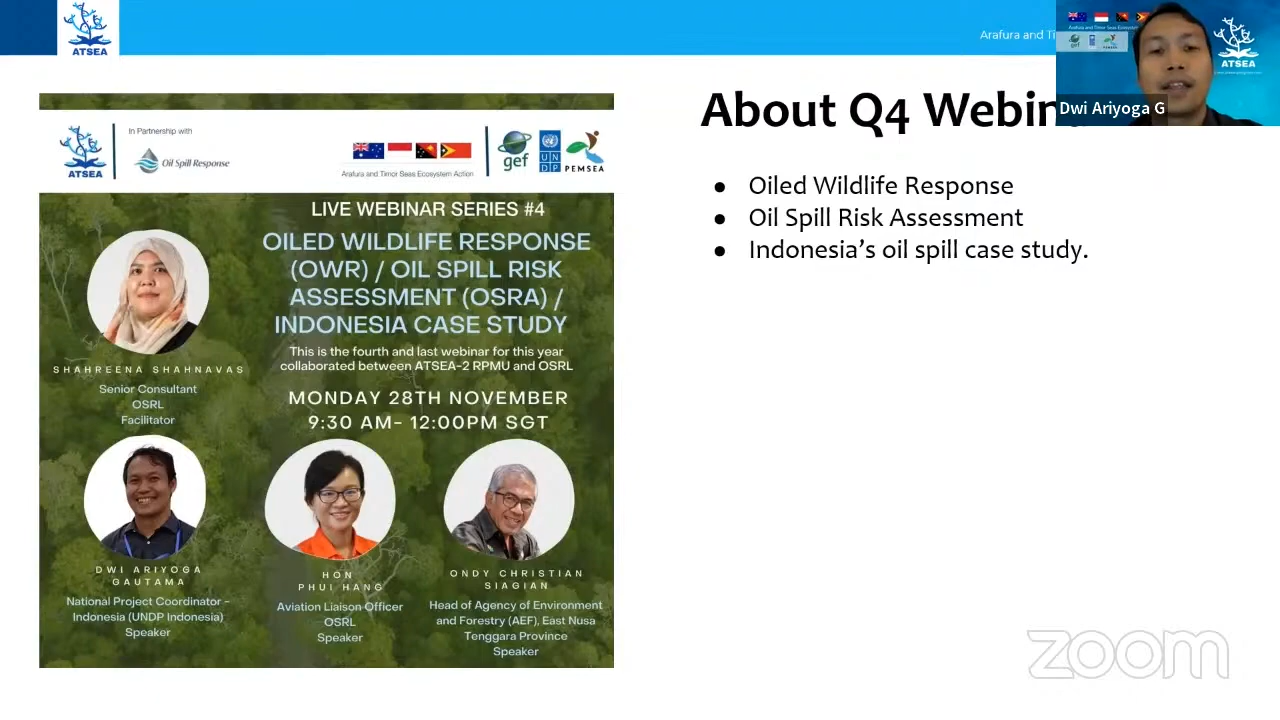 ATSEA
Arafura and Ti
ATSEA
Dwi Ariyoga G
About Q4 Webin
● Oiled Wildlife Response
● Oil Spill Risk Assessment
● Indonesia’s oil spill case study.
ATSEA
In Partnership with
Oil Spill Response
Arafura and Timor Seas Ecosystem Action
gef
UN
DP
PEMSEA
LIVE WEBINAR SERIES #4
OILED WILDLIFE RESPONSE
(OWR) / OIL SPILL RISK
ASSESSMENT (OSRA) /
INDONESIA CASE STUDY
This is the fourth and last webinar for this year
collaborated between ATSEA-2 RPMU and OSRL
MONDAY 28TH NOVEMBER
9:30 AM- 12:00PM SGT
SHAHREENA SHAHNAVAS
Senior Consultant
OSRL
Facilitator
DWI ARIYOGA
GAUTAMA
National Project Coordinator -
Indonesia (UNDP Indonesia)
Speaker
HON
PHUI HANG
Aviation Liaison Officer
OSRL
Speaker
ONDY CHRISTIAN
SIAGIAN
Head of Agency of Environment
and Forestry (AEF), East Nusa
Tenggara Province
Speaker
zoom